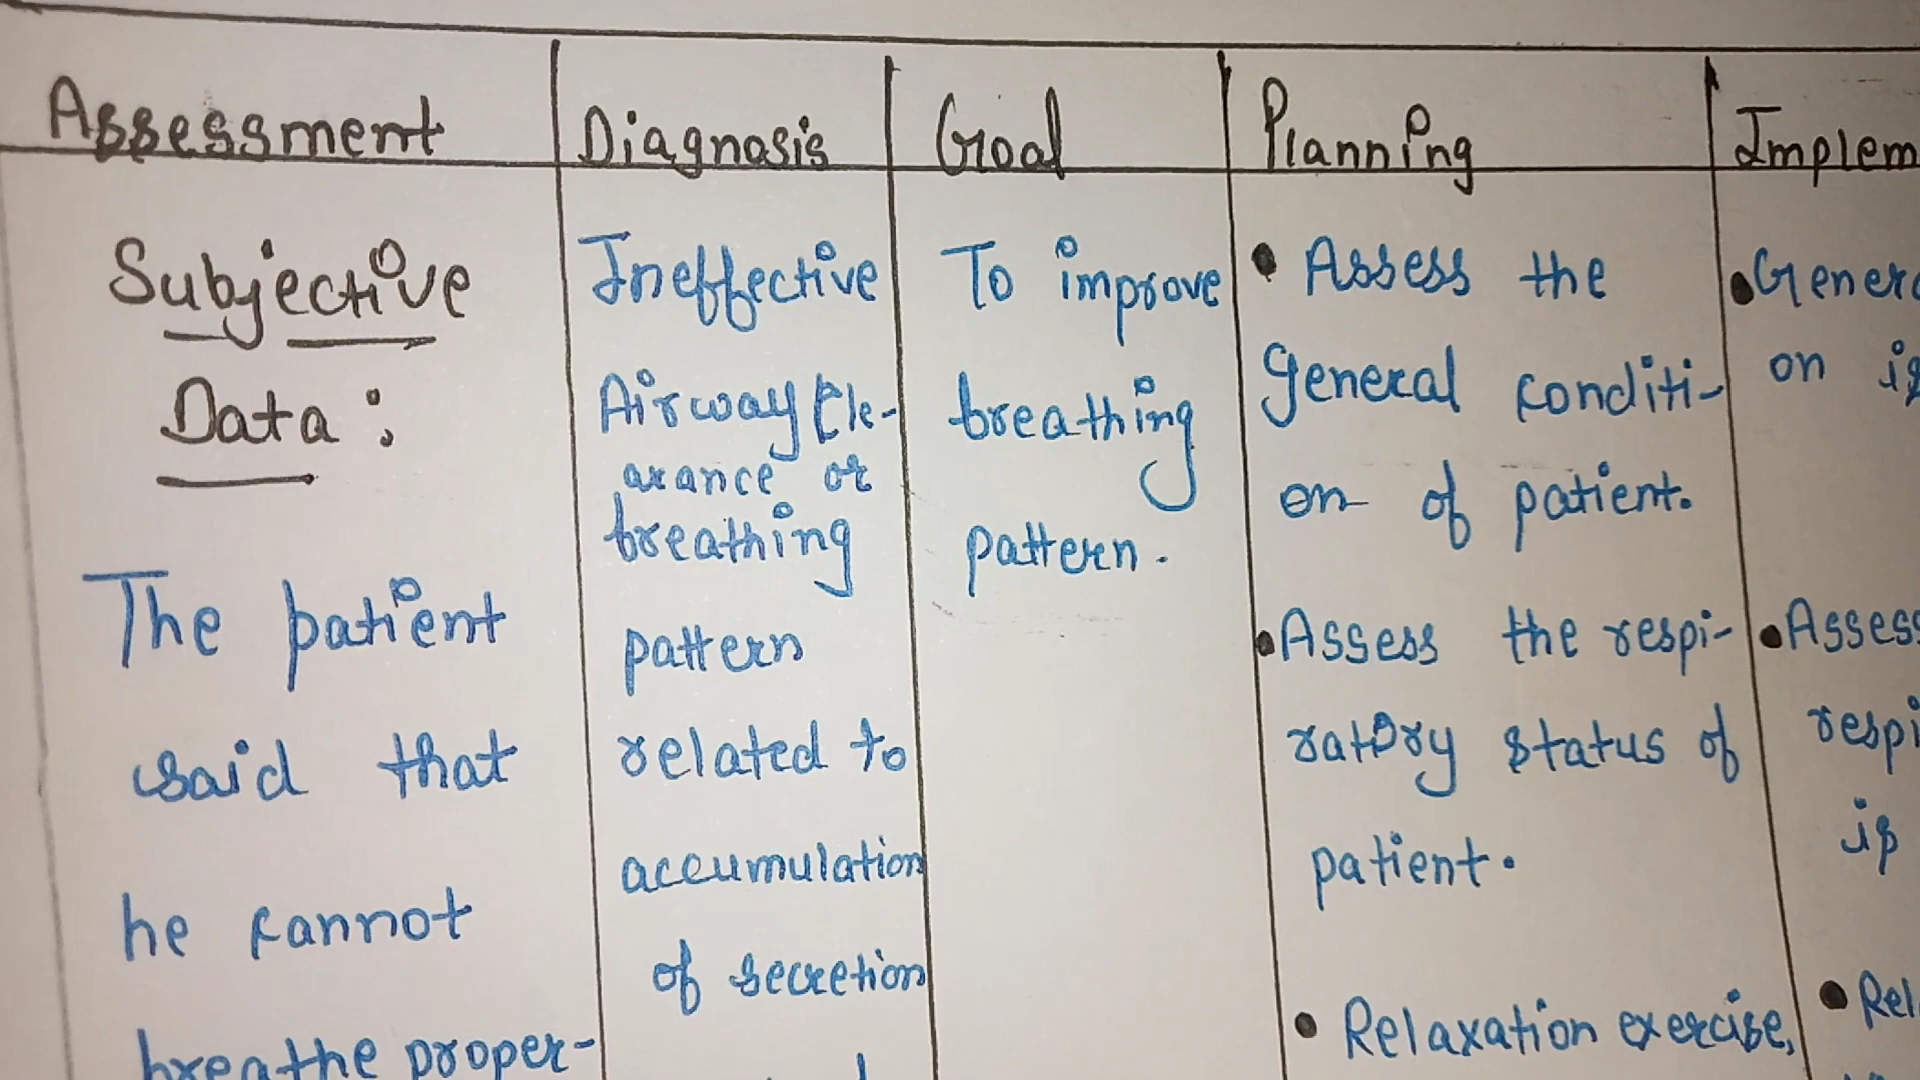 Assessment
Subjective
Data :
The patient
said that
he cannot
breathe proper-
Diagnosis
Ineffective
Airway Cle-
arance or
breathing
pattern
related to
accumulation
of secretion
Goal
To improve
breathing
pattern.
Planning
• Assess the
general conditi-
on of patient.
• Assess the respi-
ratory status of
patient.
• Relaxation exercise,
Implem
• Genera
on is
• Assess
respi
is
• Rel